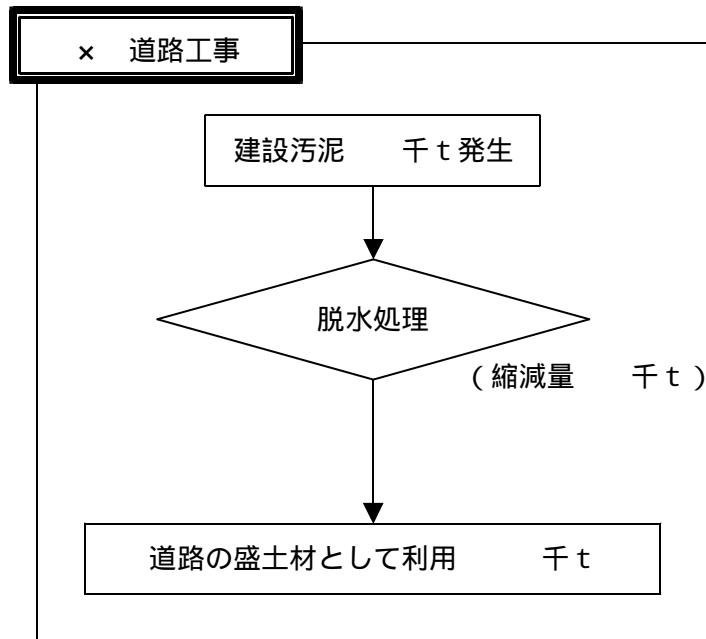 × 道路工事
建設汚泥　　千ｔ発生
脱水処理
（縮減量　　千ｔ）
道路の盛土材として利用　　　千ｔ